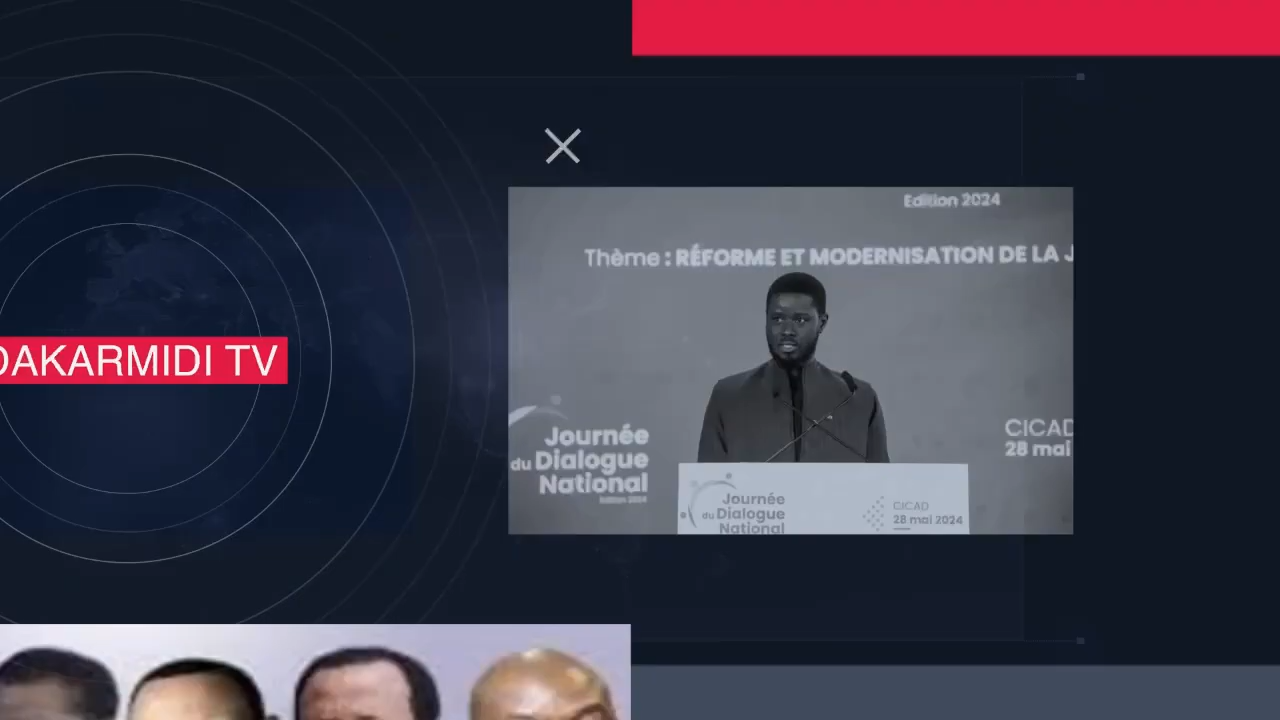 Edition 2024
Thème : RÉFORME ET MODERNISATION DE LA J
DAKARMIDI TV
Journée
du Dialogue
National
Edition 2024
CICAD
28 mai
Journée
du Dialogue
National
CICAD
28 mai 2024